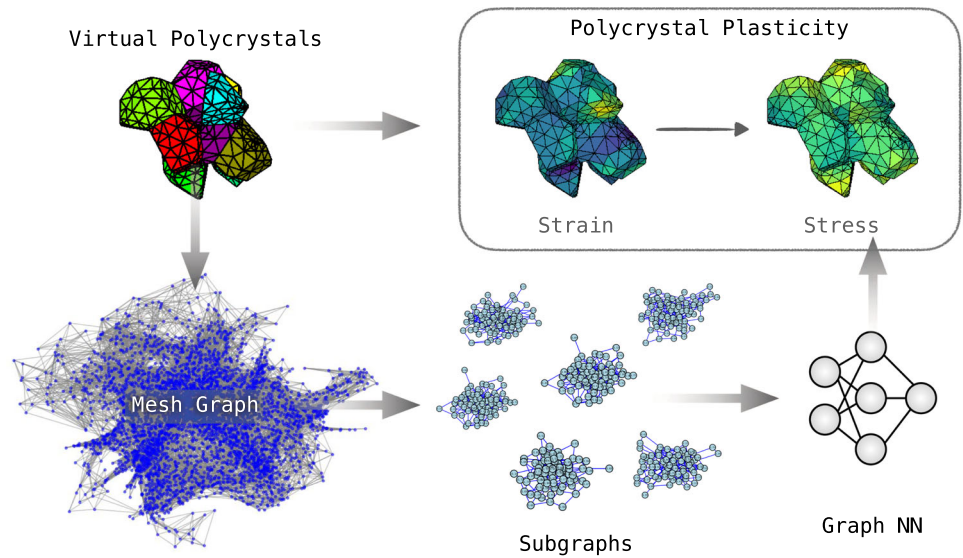 Virtual Polycrystals
Polycrystal Plasticity
Strain
Stress
Mesh Graph
Subgraphs
Graph NN